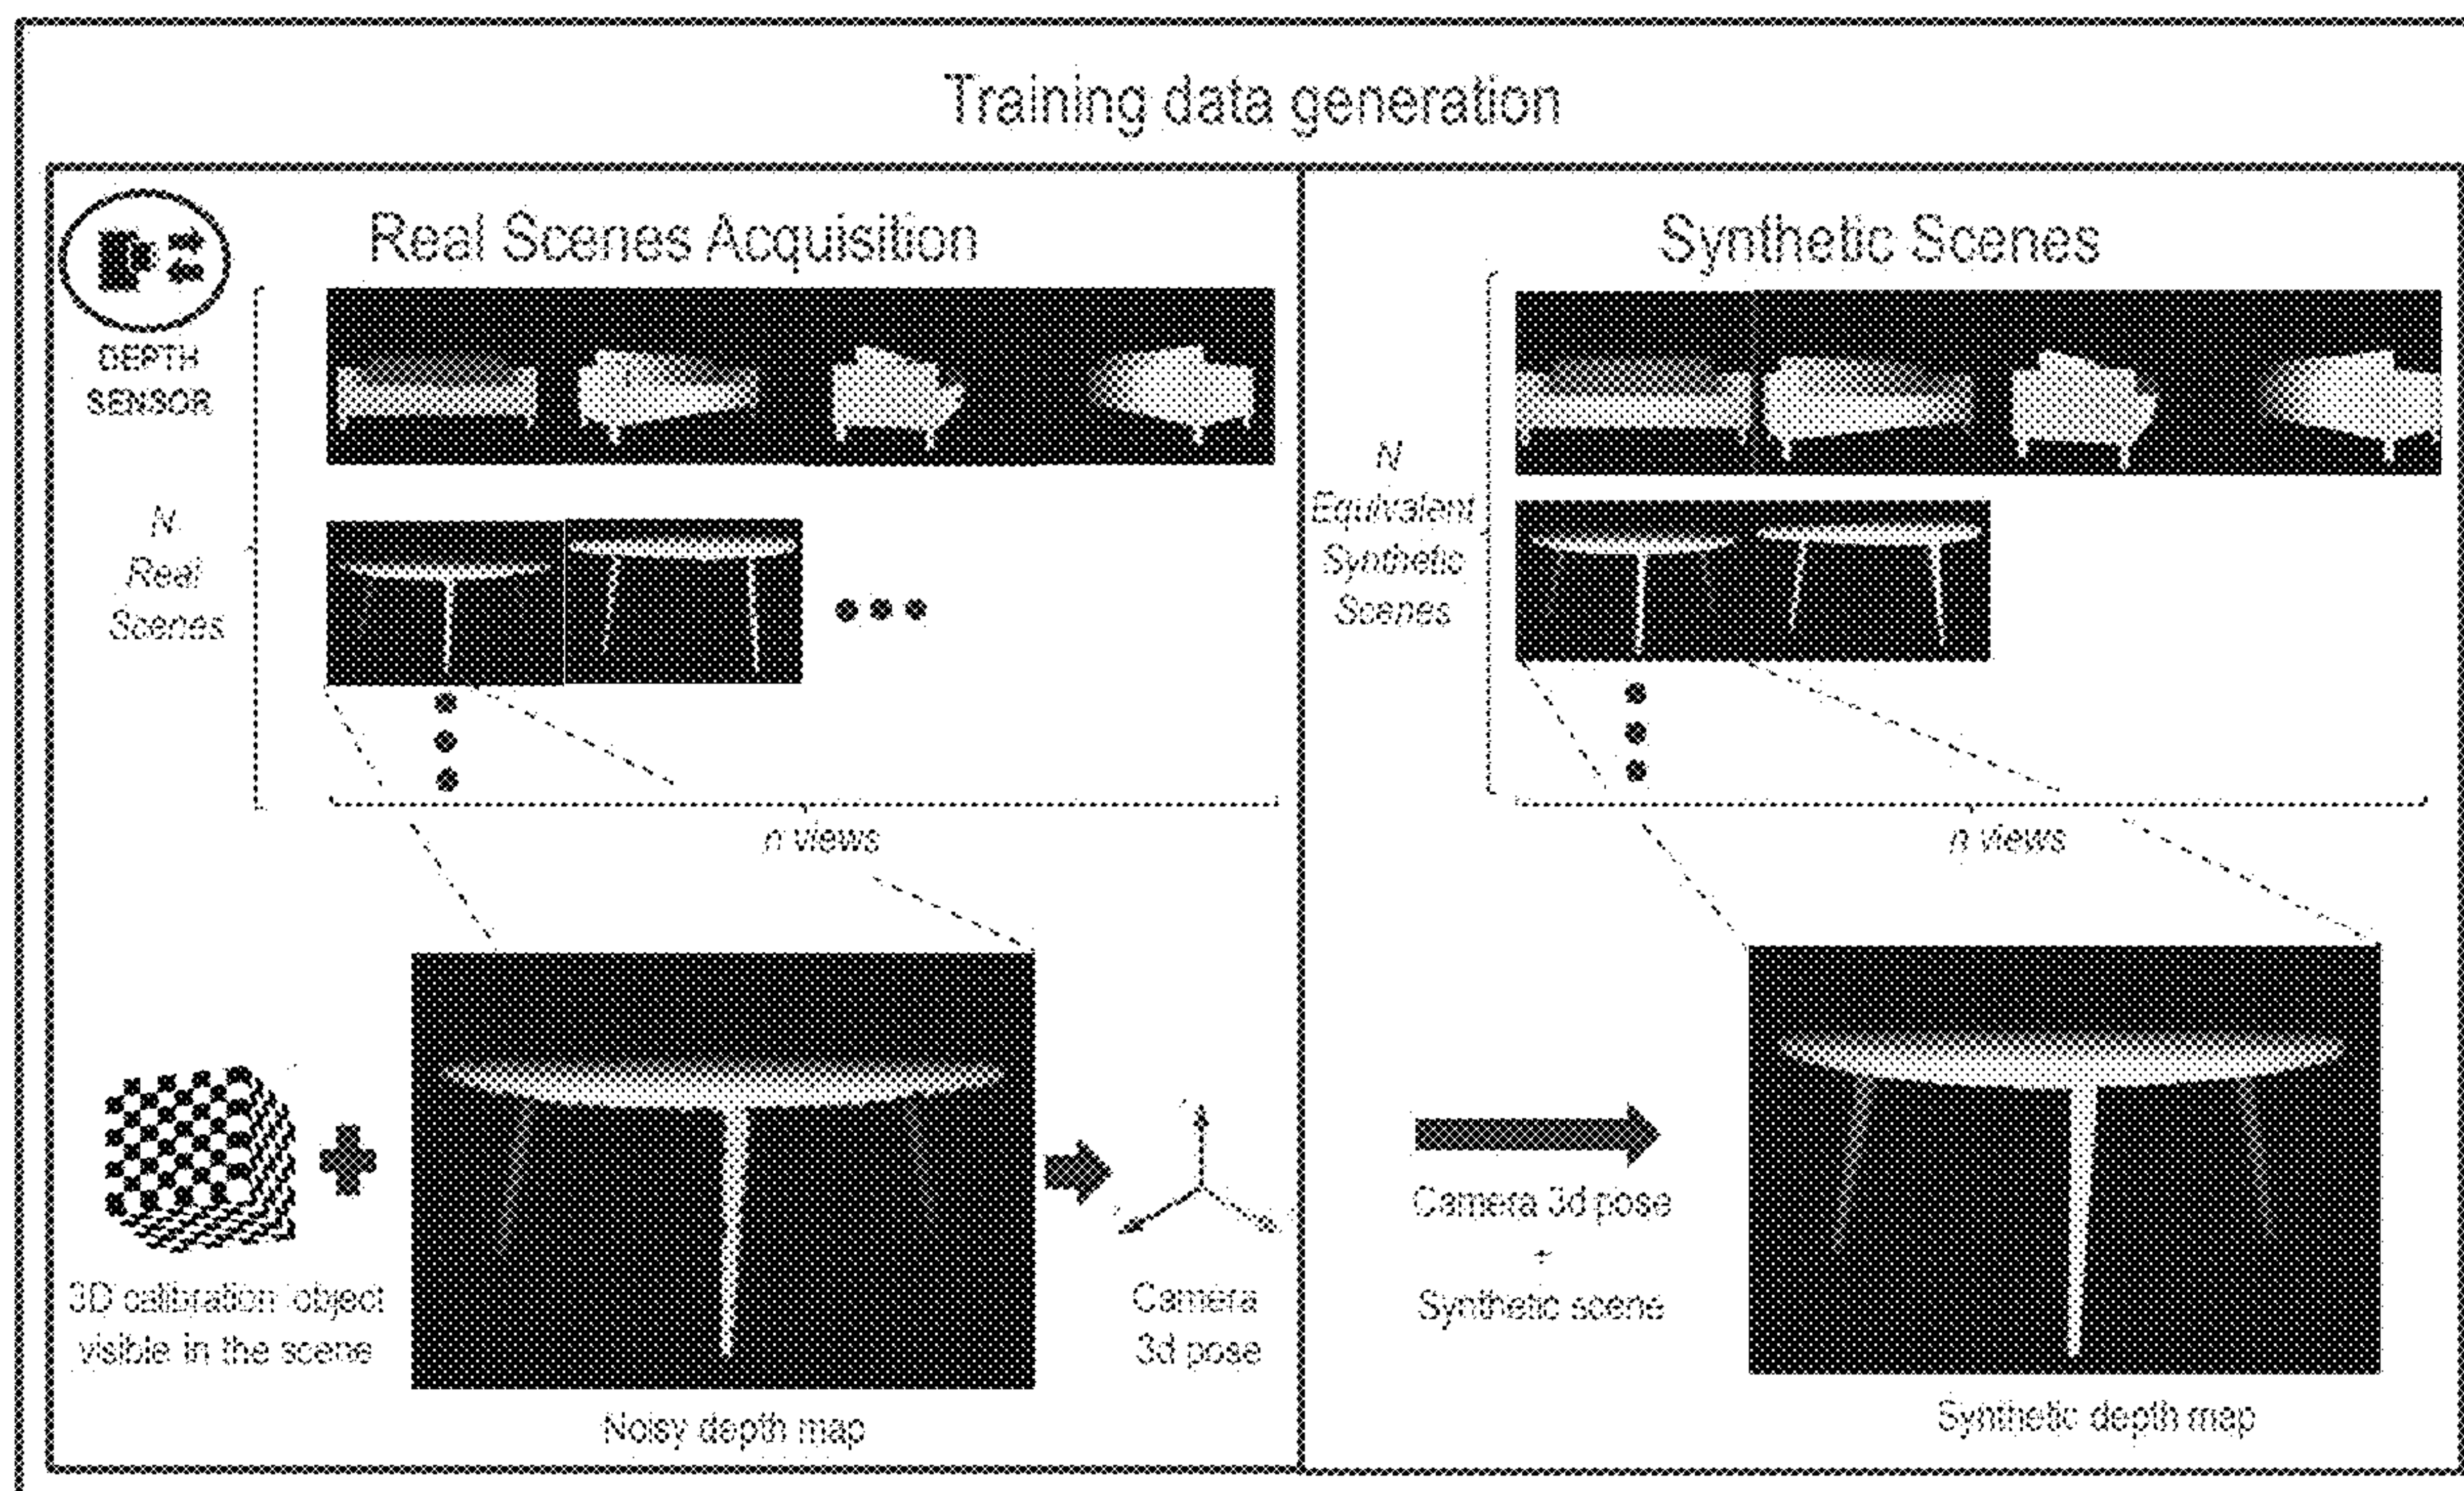 Training data generation
Real Scenes Acquisition
DEPTH
SENSOR
N
Real
Scenes
n views
3D calibration object
visible in the scene
Noisy depth map
Camera
3d pose
Synthetic Scenes
N
Equivalent
Synthetic
Scenes
n views
Camera 3d pose
+
Synthetic scene
Synthetic depth map